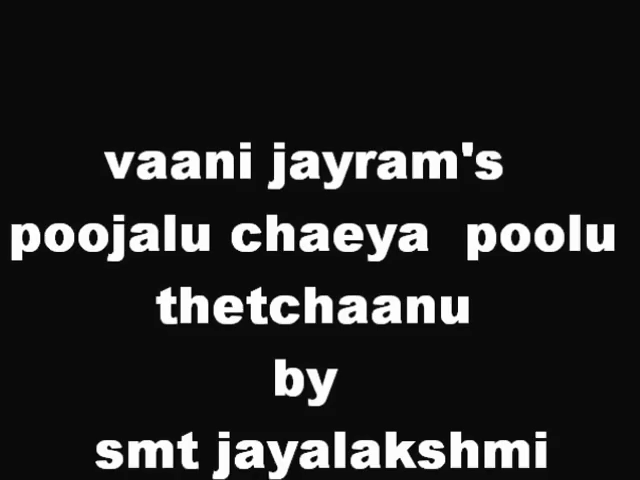 vaani jayram's
poojalu chaeya poolu
thetchaanu
by
smt jayalakshmi